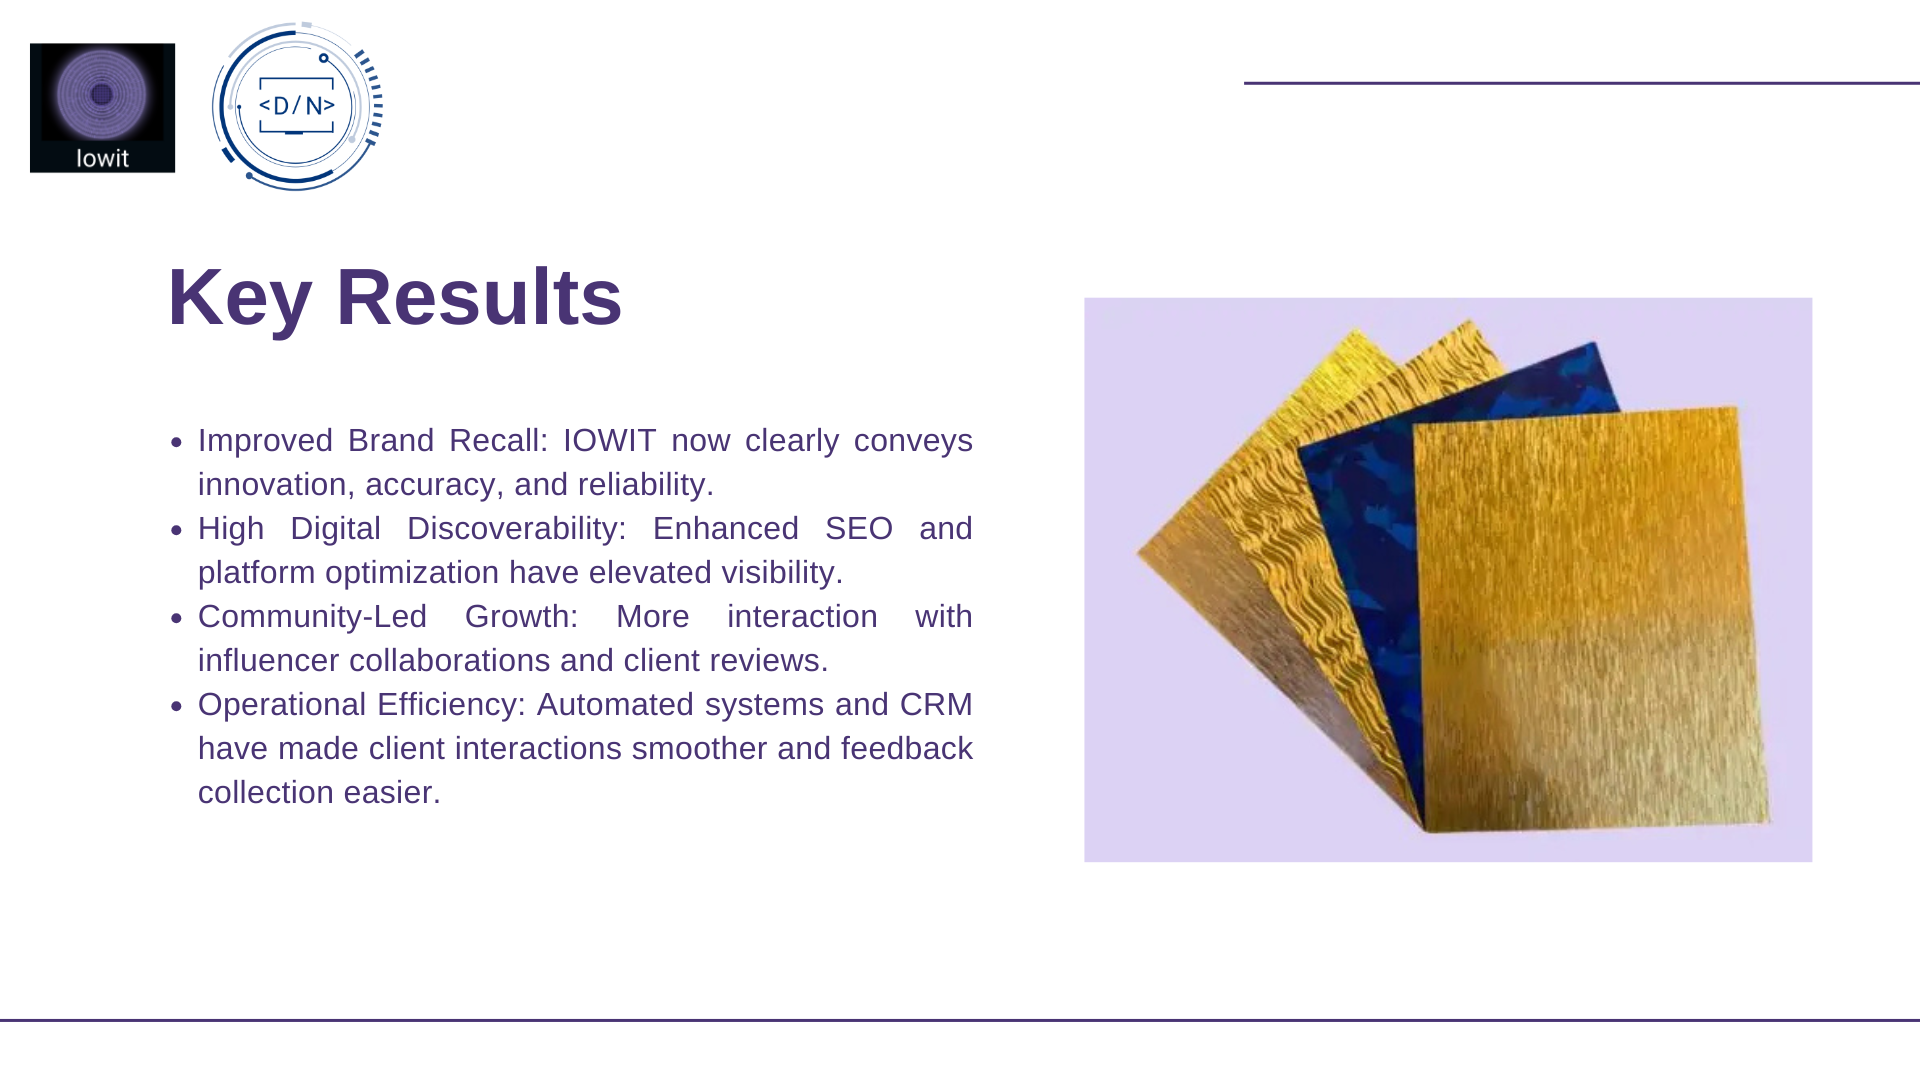 Iowit
<D/N>
Key Results
• Improved Brand Recall: IOWIT now clearly conveys
innovation, accuracy, and reliability.
• High Digital Discoverability: Enhanced SEO and
platform optimization have elevated visibility.
• Community-Led Growth: More interaction with
influencer collaborations and client reviews.
• Operational Efficiency: Automated systems and CRM
have made client interactions smoother and feedback
collection easier.